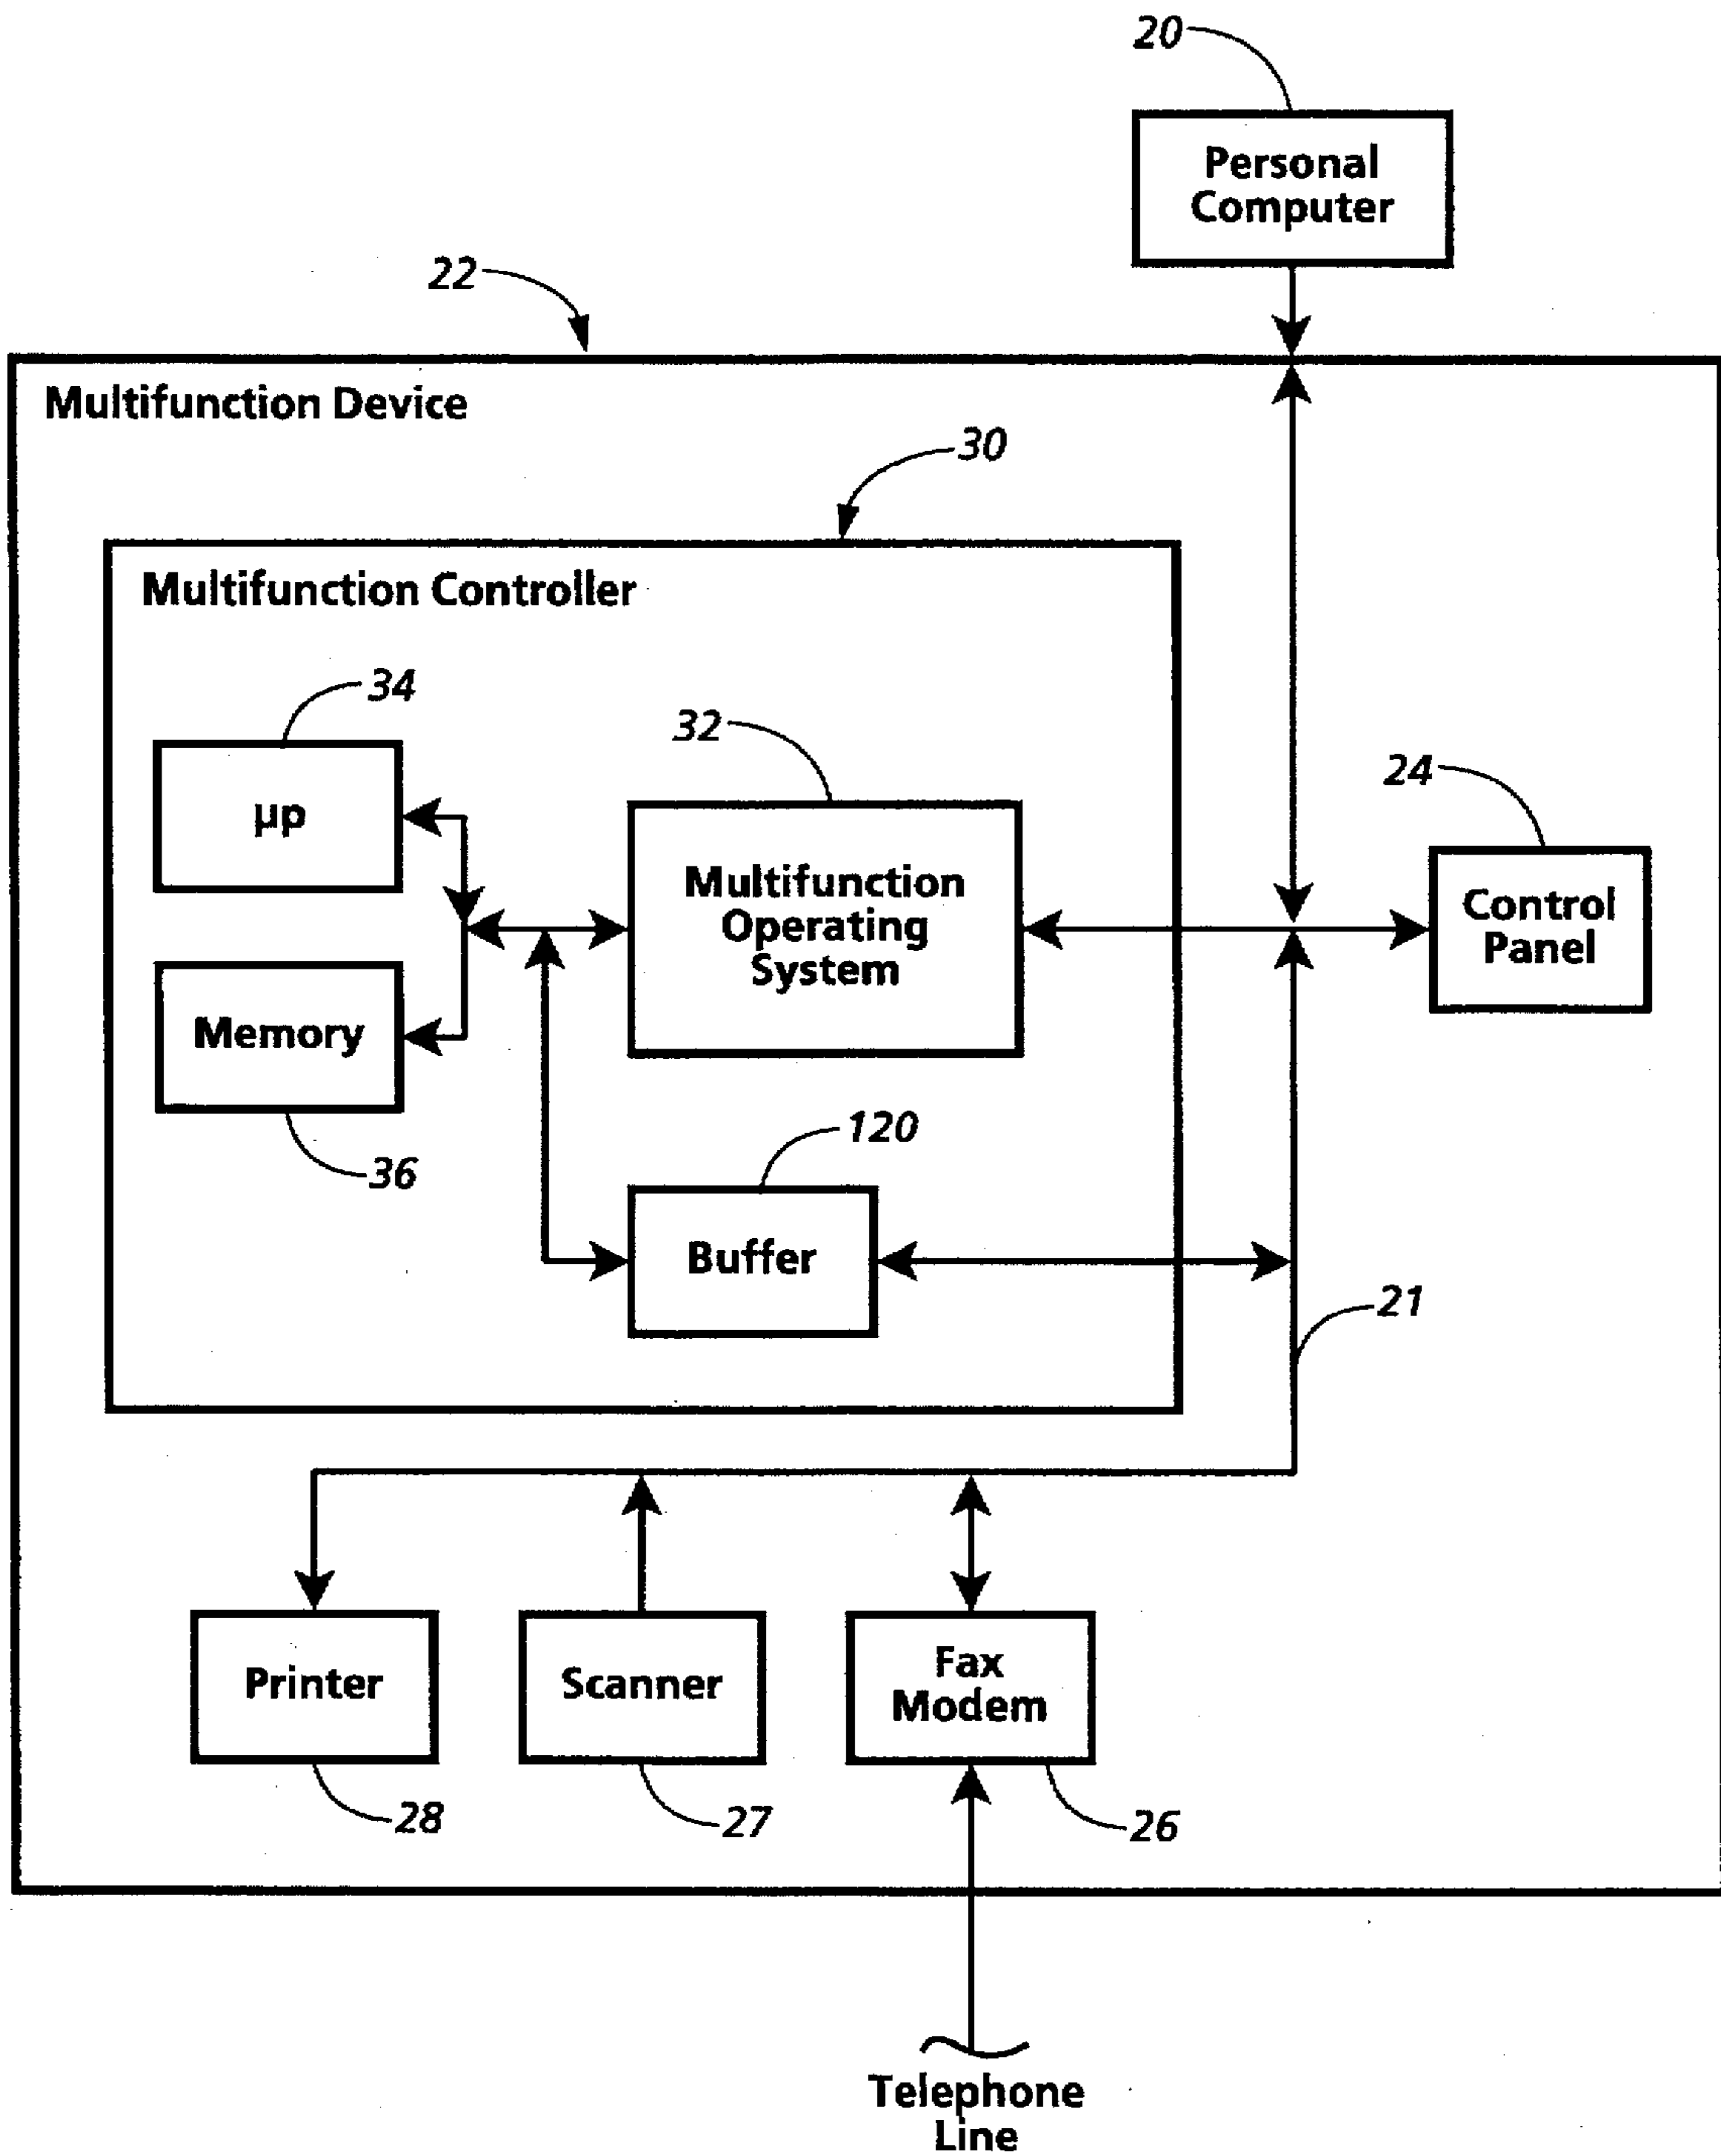 20
Personal
Computer
22
Multifunction Device
30
Multifunction Controller
34
µp
32
Multifunction
Operating
System
24
Control
Panel
Memory
36
120
Buffer
21
Printer
Scanner
Fax
Modem
28
27
26
Telephone
Line